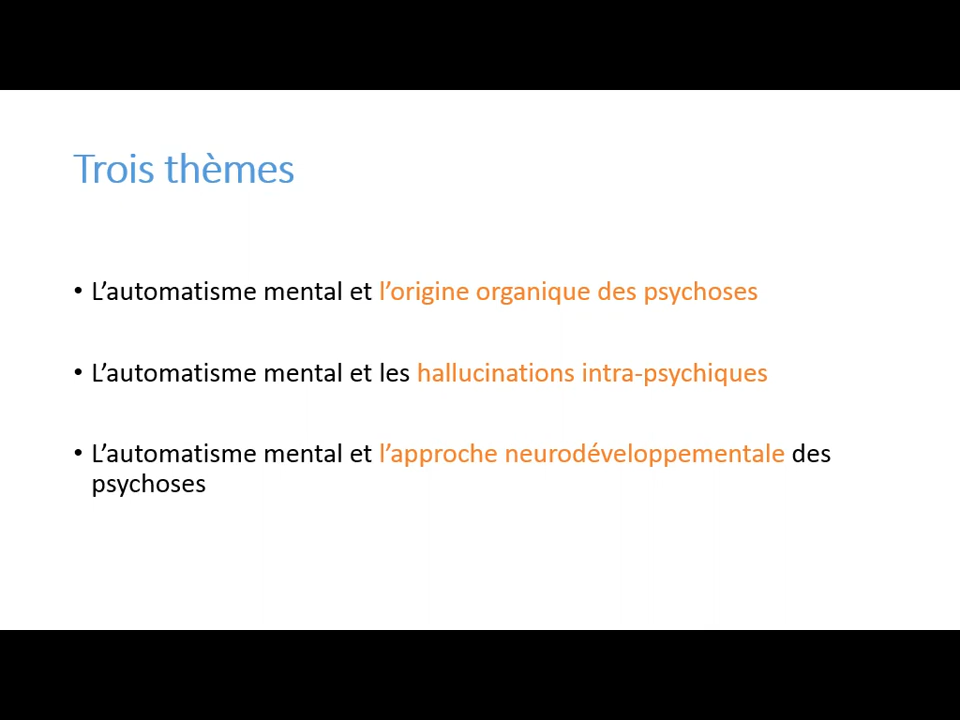 Trois thèmes
• L’automatisme mental et l’origine organique des psychoses
• L’automatisme mental et les hallucinations intra-psychiques
• L’automatisme mental et l’approche neurodéveloppementale des
psychoses